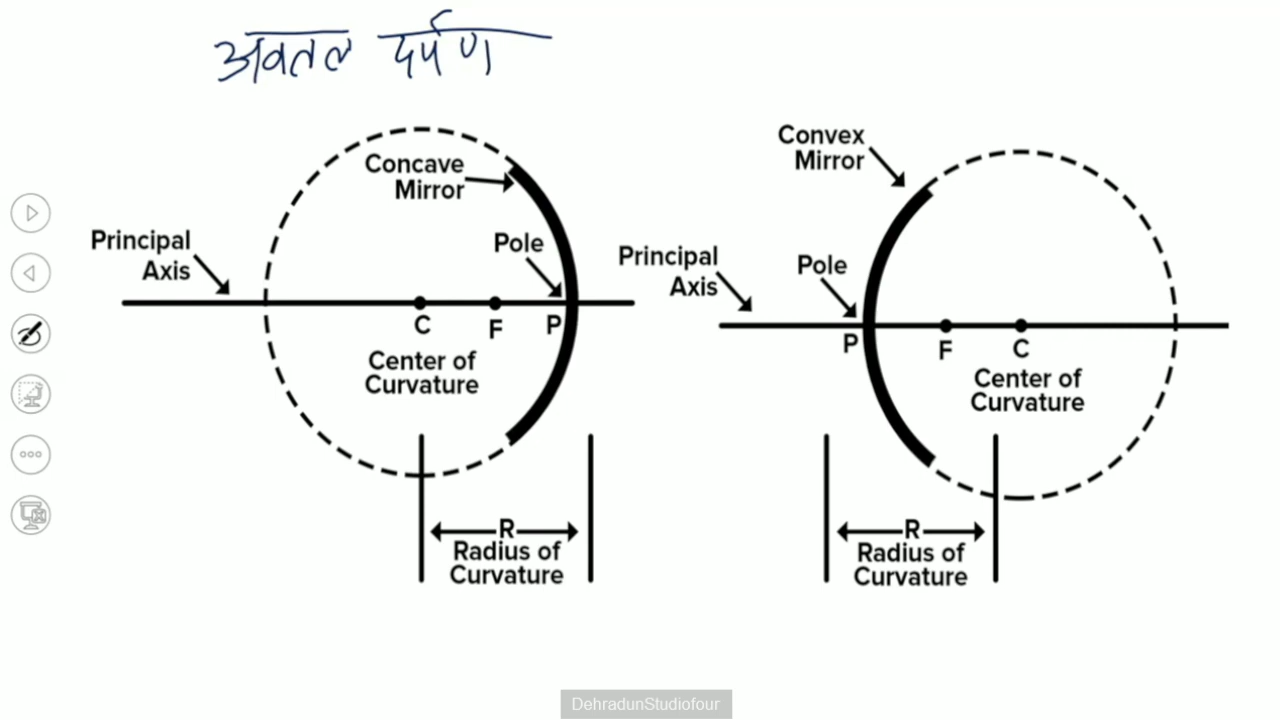 अवतल दर्पण
Concave
Mirror
Principal
Axis
Pole
C
F
P
Center of
Curvature
R
Radius of
Curvature
Convex
Mirror
Principal
Axis
Pole
P
F
C
Center of
Curvature
R
Radius of
Curvature
DehradunStudiofour